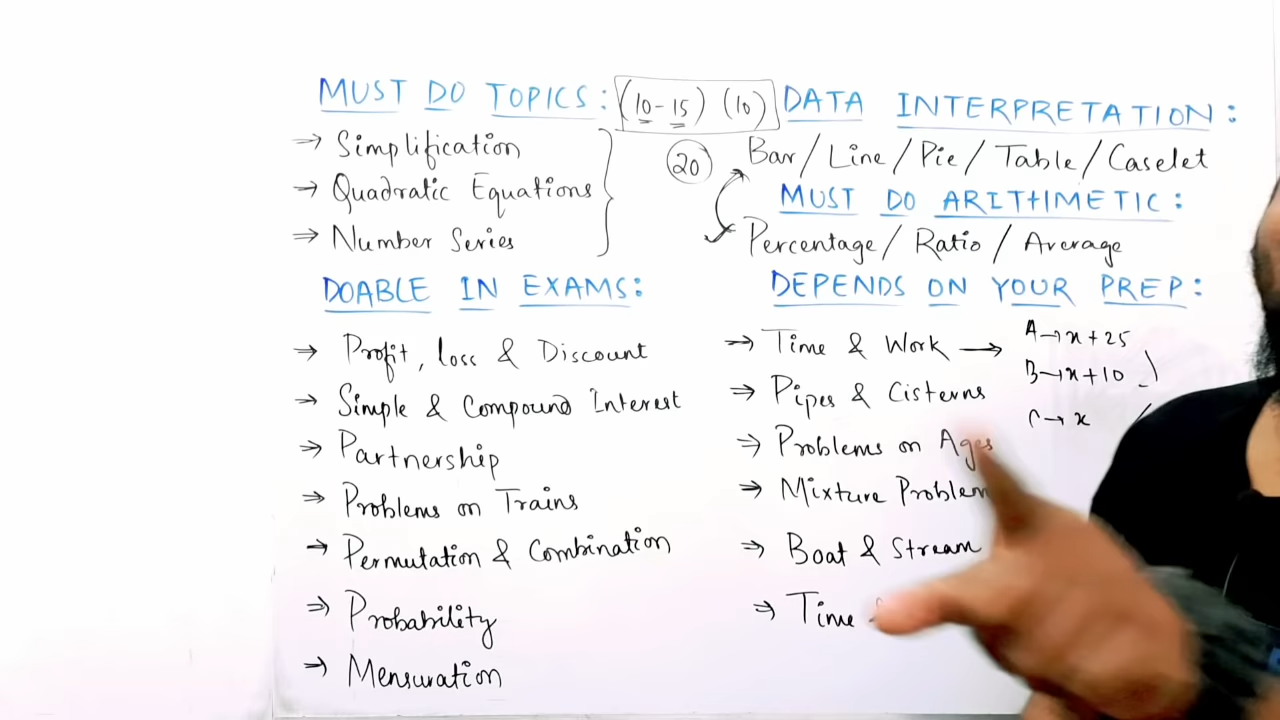 MUST DO TOPICS: (10-15) (10)
→ Simplification
→ Quadratic Equations
→ Number Series
DATA INTERPRETATION:
20
Bar / Line / Pie / Table / Caselet
MUST DO ARITHMETIC:
Percentage / Ratio / Average
DOABLE IN EXAMS:
→ Profit, loss & Discount
→ Simple & Compound Interest
→ Partnership
→ Problems on Trains
→ Permutation & Combination
→ Probability
→ Mensuration
DEPENDS ON YOUR PREP:
→ Time & Work →
A→x+25
B→x+10
C→x
→ Pipes & Cisterns
→ Problems on Ages
→ Mixture Problem
→ Boat & Stream
→ Time